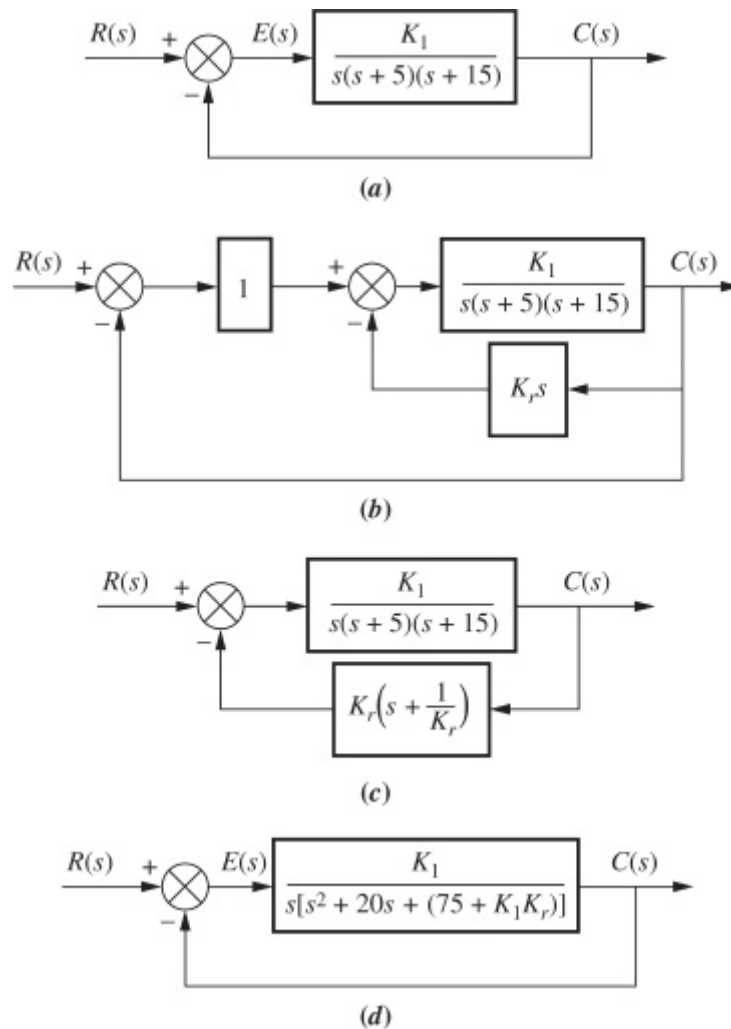 R(s) + E(s) K₁ C(s)
s(s + 5)(s + 15)
−
(a)
R(s) + 1 + K₁ C(s)
s(s + 5)(s + 15)
− −
Kᵣs
(b)
R(s) + K₁ C(s)
s(s + 5)(s + 15)
−
Kᵣ(s + 1/Kᵣ)
(c)
R(s) + E(s) K₁ C(s)
s[s² + 20s + (75 + K₁Kᵣ)]
−
(d)